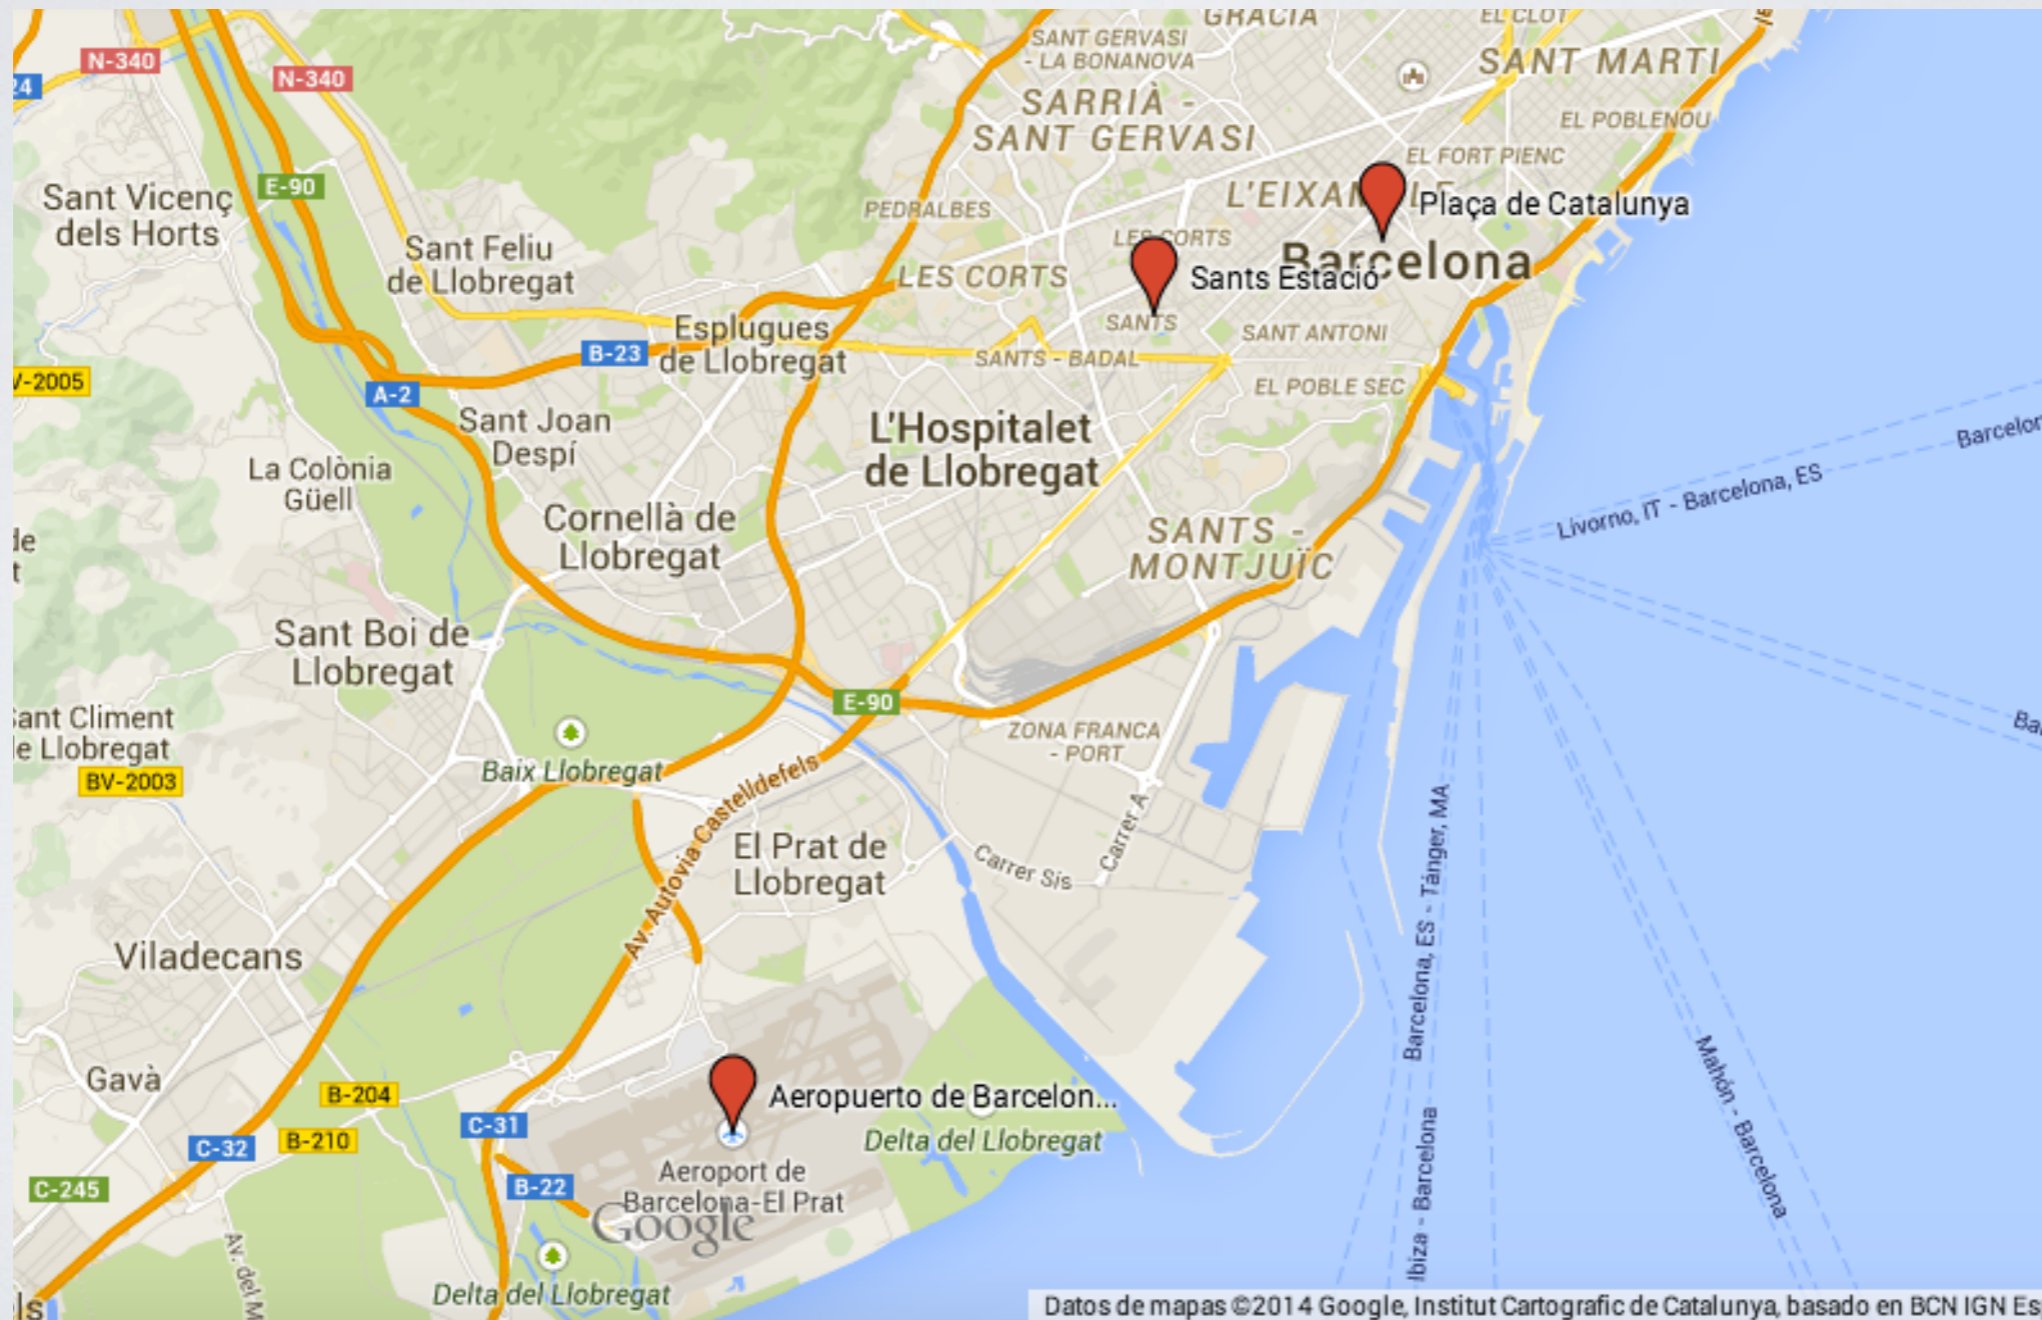 GRÀCIA
EL CLOT
SANT GERVASI
- LA BONANOVA
SANT MARTI
N-340
N-340
24
SARRIÀ -
SANT GERVASI
EL POBLENOU
EL FORT PIENC
E-90
Sant Vicenç
dels Horts
PEDRALBES
Plaça de Catalunya
LES CORTS
Sant Feliu
de Llobregat
LES CORTS
Barcelona
Sants Estació
SANTS
SANT ANTONI
Esplugues
de Llobregat
B-23
SANTS - BADAL
EL POBLE SEC
V-2005
A-2
Sant Joan
Despí
L'Hospitalet
de Llobregat
La Colònia
Güell
Livorno, IT - Barcelona, ES
Cornellà de
Llobregat
SANTS -
MONTJUÏC
Sant Boi de
Llobregat
E-90
ZONA FRANCA
- PORT
Sant Climent
de Llobregat
BV-2003
Baix Llobregat
Av. Autovia Castelldefels
El Prat de
Llobregat
Carrer Sis
Carrer A
Barcelona, ES - Tánger, MA
Viladecans
Gavà
B-204
B-210
C-31
C-32
C-245
B-22
Aeropuerto de Barcelon...
Delta del Llobregat
Aeroport de
Barcelona-El Prat
Google
Mahón - Barcelona
Ibiza - Barcelona
Av. del M
Delta del Llobregat
ls
Datos de mapas ©2014 Google, Institut Cartografic de Catalunya, basado en BCN IGN Es